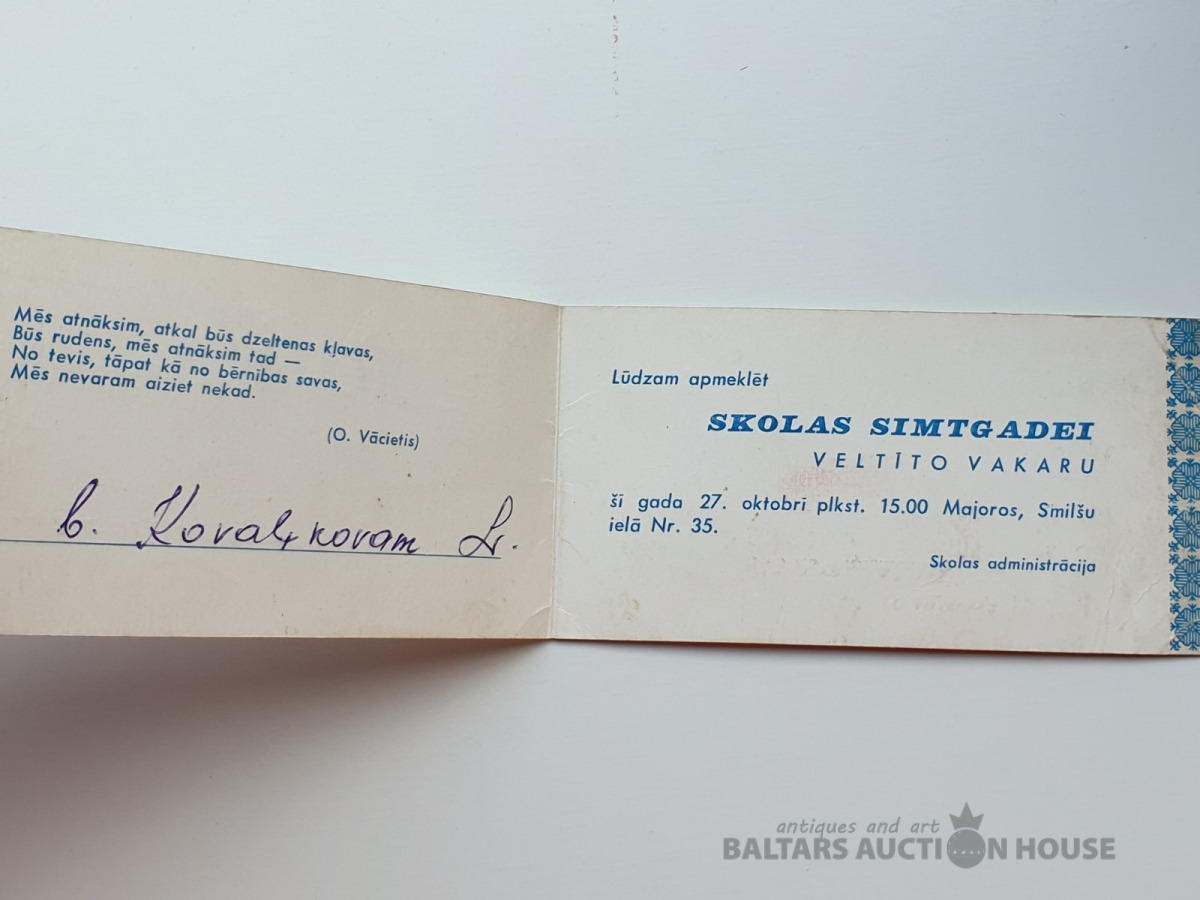 Mēs atnāksim, atkal būs dzeltenas kļavas,
Būs rudens, mēs atnāksim tad —
No tevis, tāpat kā no bērnības savas,
Mēs nevaram aiziet nekad.
(O. Vācietis)
b. Kovaļkovam
Lūdzam apmeklēt
SKOLAS SIMTGADEI
VELTĪTO VAKARU
šī gada 27. oktobrī plkst. 15.00 Majoros, Smilšu
ielā Nr. 35.
Skolas administrācija
antiques and art
BALTARS AUCTION HOUSE